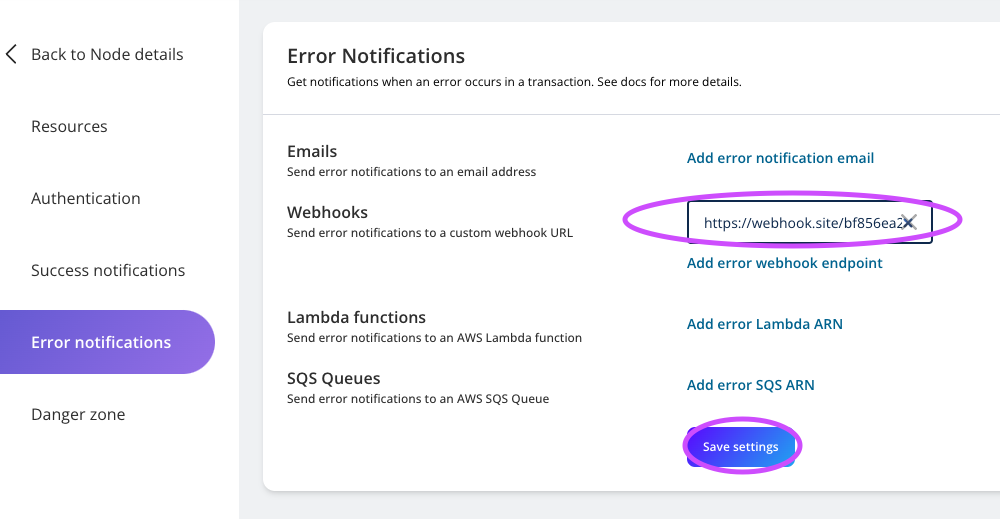 Back to Node details
Resources
Authentication
Success notifications
Error notifications
Danger zone
Error Notifications
Get notifications when an error occurs in a transaction. See docs for more details.
Emails
Send error notifications to an email address
Add error notification email
Webhooks
Send error notifications to a custom webhook URL
https://webhook.site/bf856ea2
Add error webhook endpoint
Lambda functions
Send error notifications to an AWS Lambda function
Add error Lambda ARN
SQS Queues
Send error notifications to an AWS SQS Queue
Add error SQS ARN
Save settings